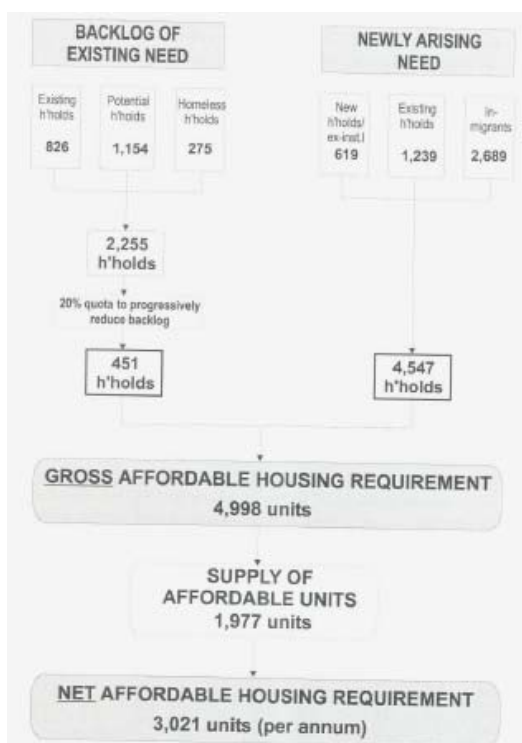 BACKLOG OF
EXISTING NEED
NEWLY ARISING
NEED
Existing
h'holds
826
Potential
h'holds
1,154
Homeless
h'holds
275
New
h'holds/
ex-inst.l
619
Existing
h'holds
1,239
In-
migrants
2,689
2,255
h'holds
20% quota to progressively
reduce backlog
451
h'holds
4,547
h'holds
GROSS AFFORDABLE HOUSING REQUIREMENT
4,998 units
SUPPLY OF
AFFORDABLE UNITS
1,977 units
NET AFFORDABLE HOUSING REQUIREMENT
3,021 units (per annum)